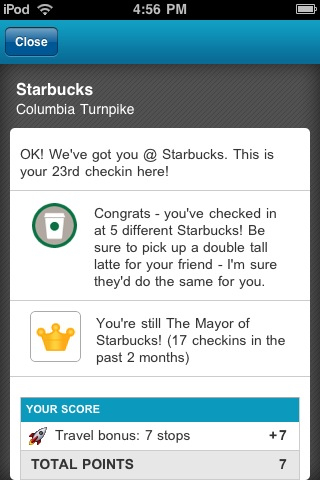 iPod 4:56 PM
Close
Starbucks
Columbia Turnpike
OK! We've got you @ Starbucks. This is
your 23rd checkin here!
Congrats - you've checked in
at 5 different Starbucks! Be
sure to pick up a double tall
latte for your friend - I'm sure
they'd do the same for you.
You're still The Mayor of
Starbucks! (17 checkins in the
past 2 months)
YOUR SCORE
Travel bonus: 7 stops +7
TOTAL POINTS 7